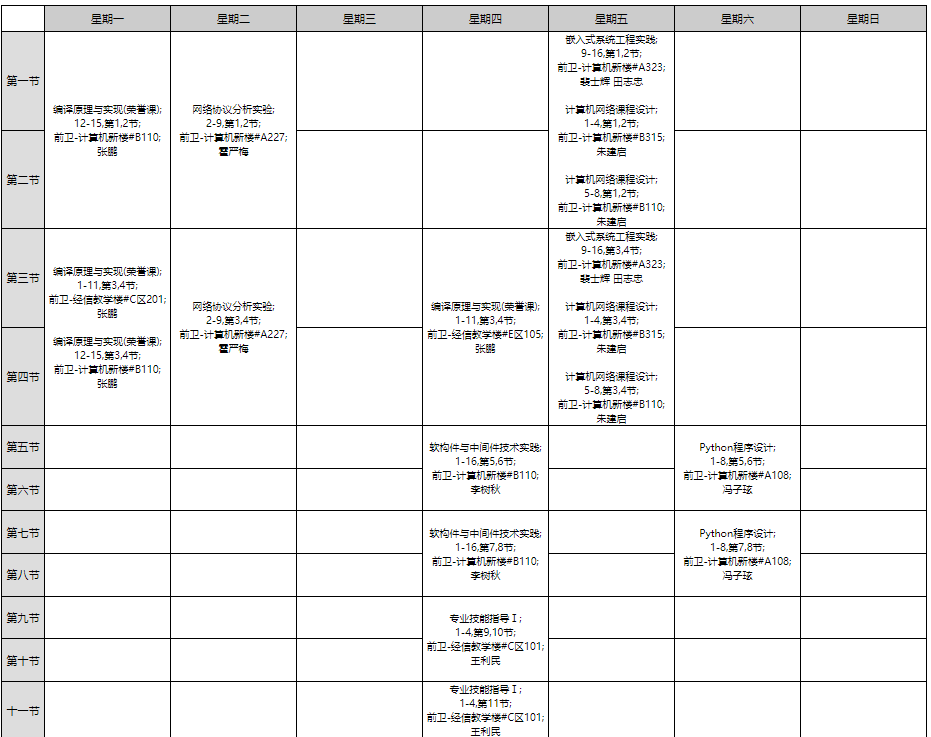 星期一 星期二 星期三 星期四 星期五 星期六 星期日
第一节
第二节
编译原理与实现(荣誉课);
12-15,第1,2节;
前卫-计算机新楼#B110;
张鹏
网络协议分析实验;
2-9,第1,2节;
前卫-计算机新楼#A227;
霍严梅
嵌入式系统工程实践;
9-16,第1,2节;
前卫-计算机新楼#A323;
裴士辉 田志忠
计算机网络课程设计;
1-4,第1,2节;
前卫-计算机新楼#B315;
朱建启
计算机网络课程设计;
5-8,第1,2节;
前卫-计算机新楼#B110;
朱建启
第三节
第四节
编译原理与实现(荣誉课);
1-11,第3,4节;
前卫-经信教学楼#C区201;
张鹏
编译原理与实现(荣誉课);
12-15,第3,4节;
前卫-计算机新楼#B110;
张鹏
网络协议分析实验;
2-9,第3,4节;
前卫-计算机新楼#A227;
霍严梅
编译原理与实现(荣誉课);
1-11,第3,4节;
前卫-经信教学楼#E区105;
张鹏
嵌入式系统工程实践;
9-16,第3,4节;
前卫-计算机新楼#A323;
裴士辉 田志忠
计算机网络课程设计;
1-4,第3,4节;
前卫-计算机新楼#B315;
朱建启
计算机网络课程设计;
5-8,第3,4节;
前卫-计算机新楼#B110;
朱建启
第五节
第六节
软构件与中间件技术实践;
1-16,第5,6节;
前卫-计算机新楼#B110;
李树秋
Python程序设计;
1-8,第5,6节;
前卫-计算机新楼#A108;
冯子玹
第七节
第八节
软构件与中间件技术实践;
1-16,第7,8节;
前卫-计算机新楼#B110;
李树秋
Python程序设计;
1-8,第7,8节;
前卫-计算机新楼#A108;
冯子玹
第九节
第十节
专业技能指导Ⅰ;
1-4,第9,10节;
前卫-经信教学楼#C区101;
王利民
十一节
专业技能指导Ⅰ;
1-4,第11节;
前卫-经信教学楼#C区101;
王利民